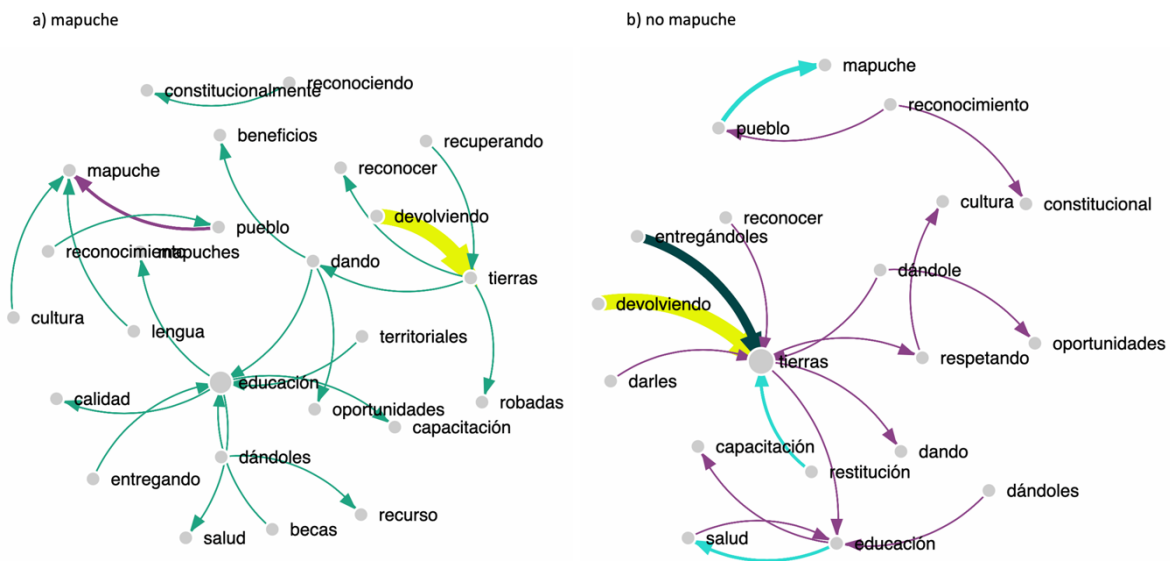 a) mapuche
constitucionalmente
reconociendo
beneficios
recuperando
mapuche
reconocer
devolviendo
pueblo
reconocimiento
mapuches
dando
tierras
cultura
lengua
territoriales
educación
calidad
oportunidades
robadas
capacitación
dándoles
entregando
recurso
becas
salud
b) no mapuche
mapuche
reconocimiento
pueblo
cultura
constitucional
reconocer
entregándoles
dándole
devolviendo
oportunidades
tierras
respetando
darles
capacitación
dando
restitución
dándoles
salud
educación